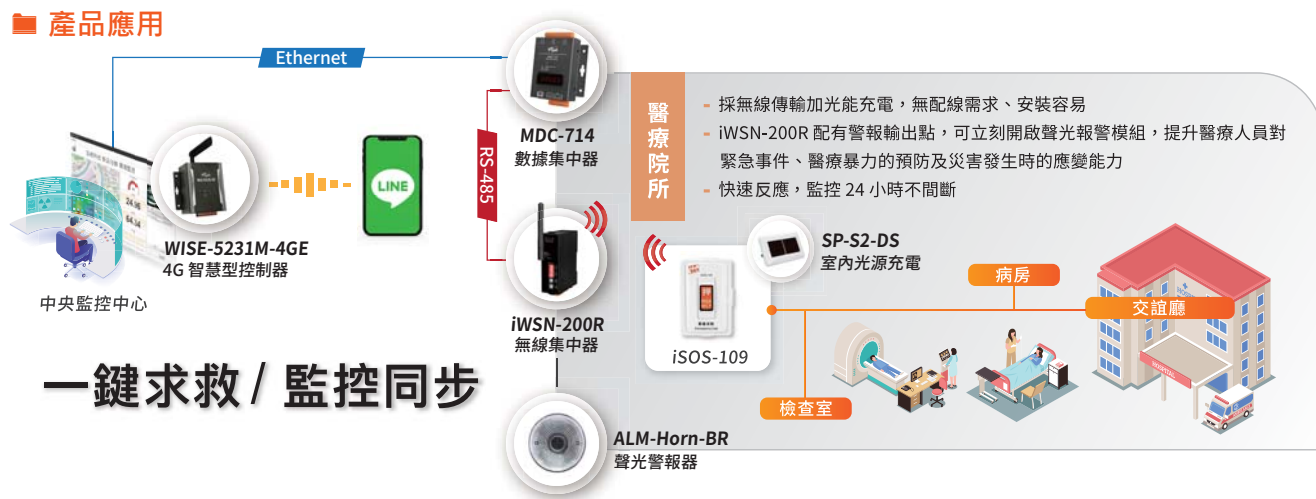 產品應用
Ethernet
MDC-714
數據集中器
RS-485
LINE
WISE-5231M-4GE
4G 智慧型控制器
中央監控中心
iWSN-200R
無線集中器
一鍵求救 / 監控同步
ALM-Horn-BR
聲光警報器
醫療院所
- 採無線傳輸加光能充電，無配線需求、安裝容易
- iWSN-200R 配有警報輸出點，可立刻開啟聲光報警模組，提升醫療人員對
緊急事件、醫療暴力的預防及災害發生時的應變能力
- 快速反應，監控 24 小時不間斷
SP-S2-DS
室內光源充電
iSOS-109
病房
交誼廳
檢查室
HOSPITAL